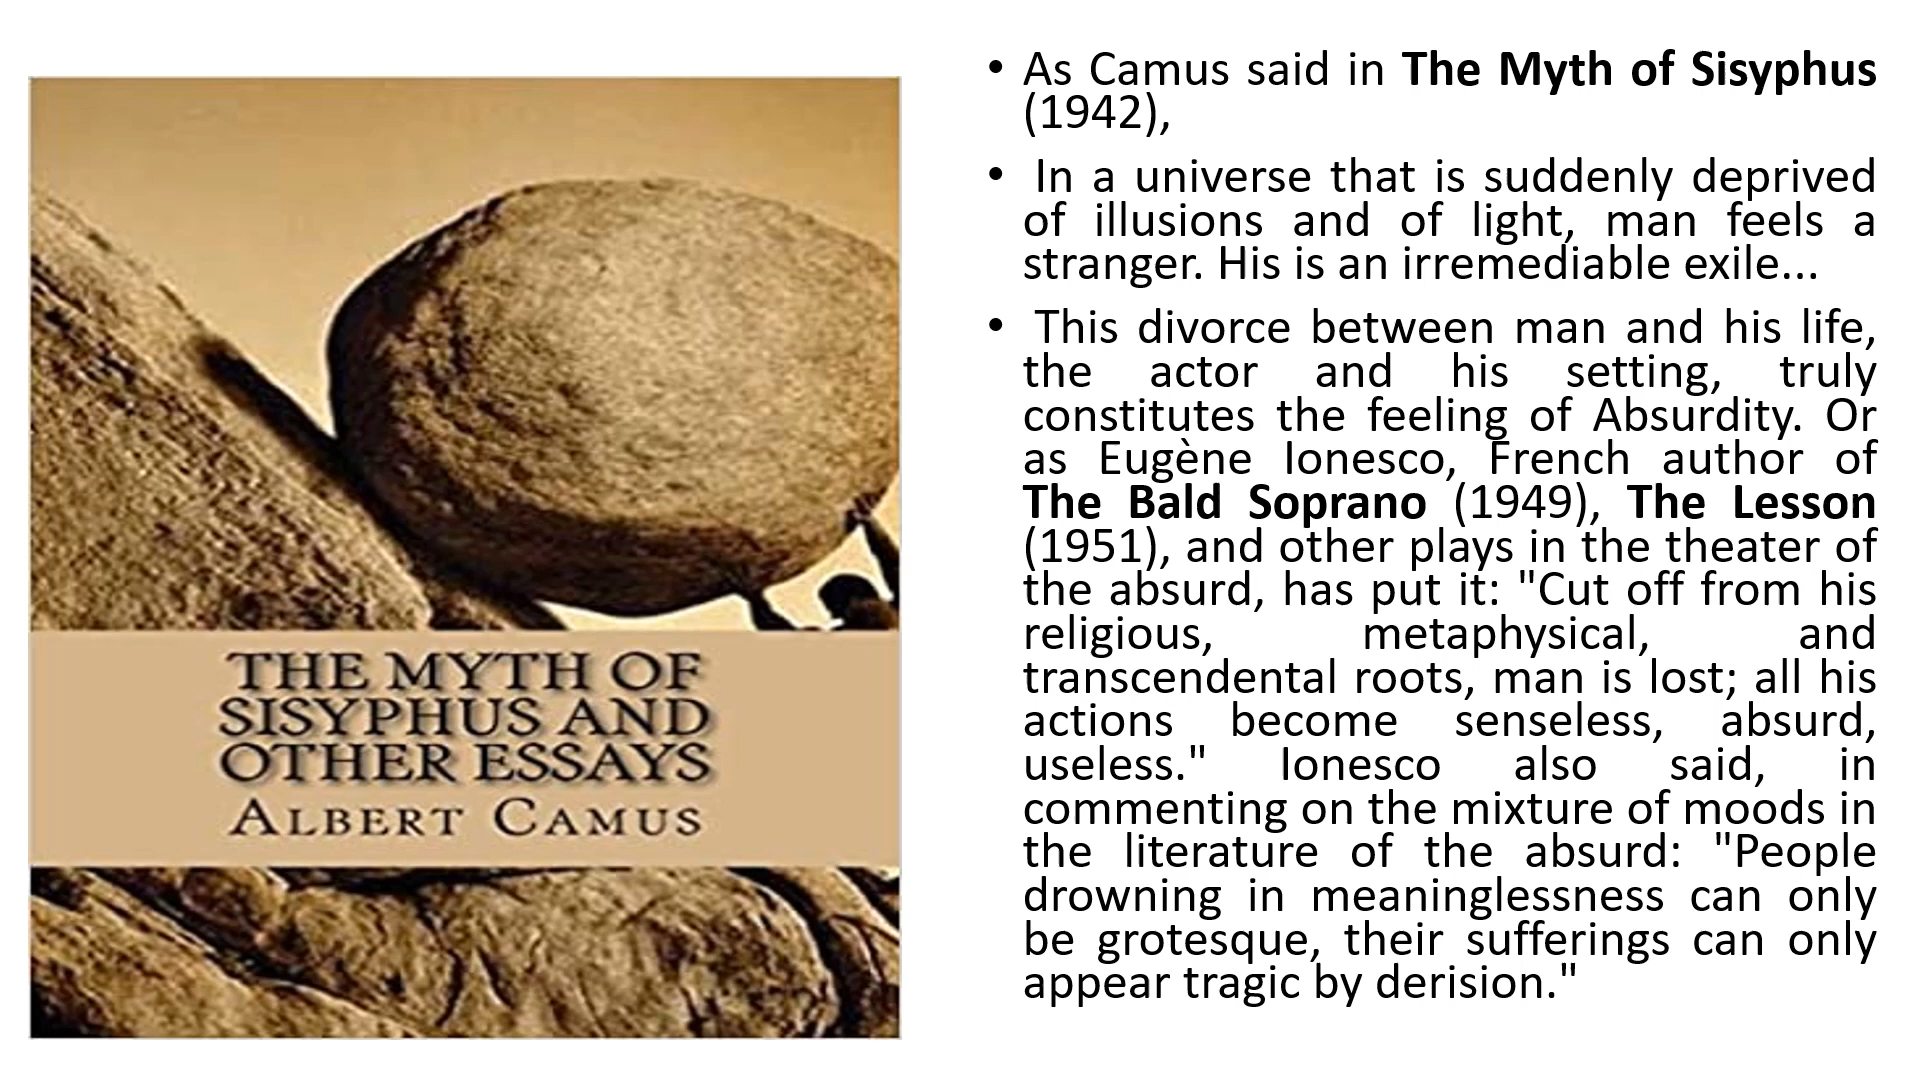 THE MYTH OF
SISYPHUS AND
OTHER ESSAYS
ALBERT CAMUS
• As Camus said in The Myth of Sisyphus
(1942),
• In a universe that is suddenly deprived
of illusions and of light, man feels a
stranger. His is an irremediable exile...
• This divorce between man and his life,
the actor and his setting, truly
constitutes the feeling of Absurdity. Or
as Eugène Ionesco, French author of
The Bald Soprano (1949), The Lesson
(1951), and other plays in the theater of
the absurd, has put it: "Cut off from his
religious, metaphysical, and
transcendental roots, man is lost; all his
actions become senseless, absurd,
useless." Ionesco also said, in
commenting on the mixture of moods in
the literature of the absurd: "People
drowning in meaninglessness can only
be grotesque, their sufferings can only
appear tragic by derision."